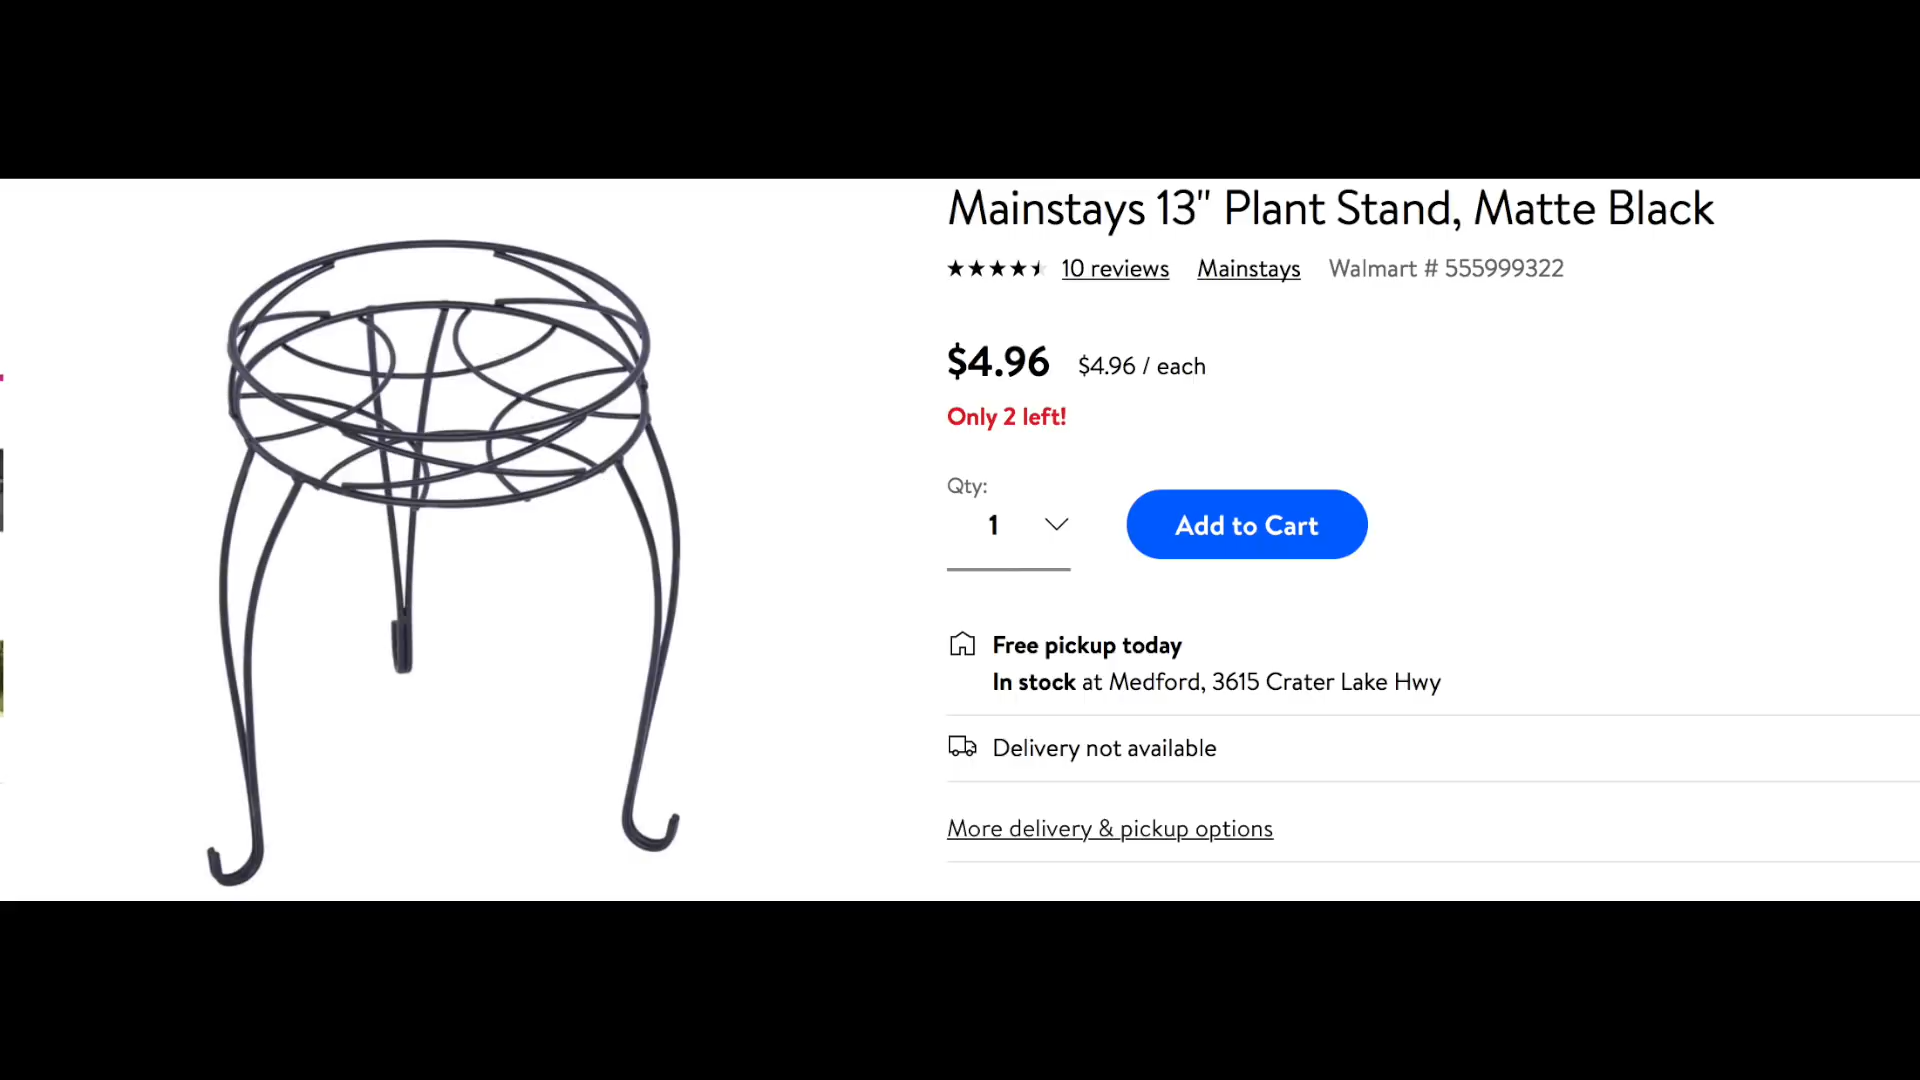 Mainstays 13" Plant Stand, Matte Black
10 reviews Mainstays Walmart # 555999322
$4.96 $4.96 / each
Only 2 left!
Qty:
1
Add to Cart
Free pickup today
In stock at Medford, 3615 Crater Lake Hwy
Delivery not available
More delivery & pickup options